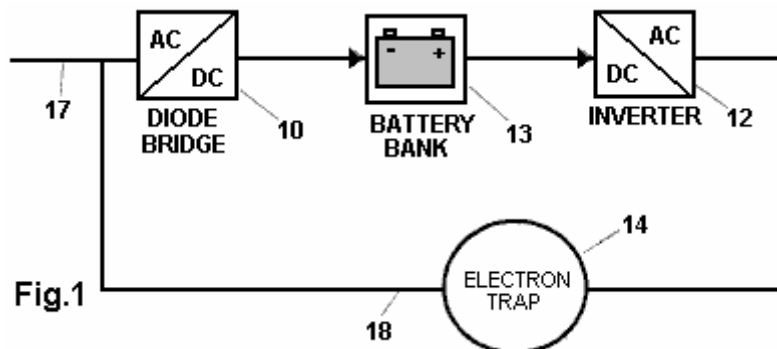 AC
DC
- +
DC
AC
17
DIODE
BRIDGE
10
BATTERY
BANK
13
INVERTER
12
14
ELECTRON
TRAP
Fig.1
18